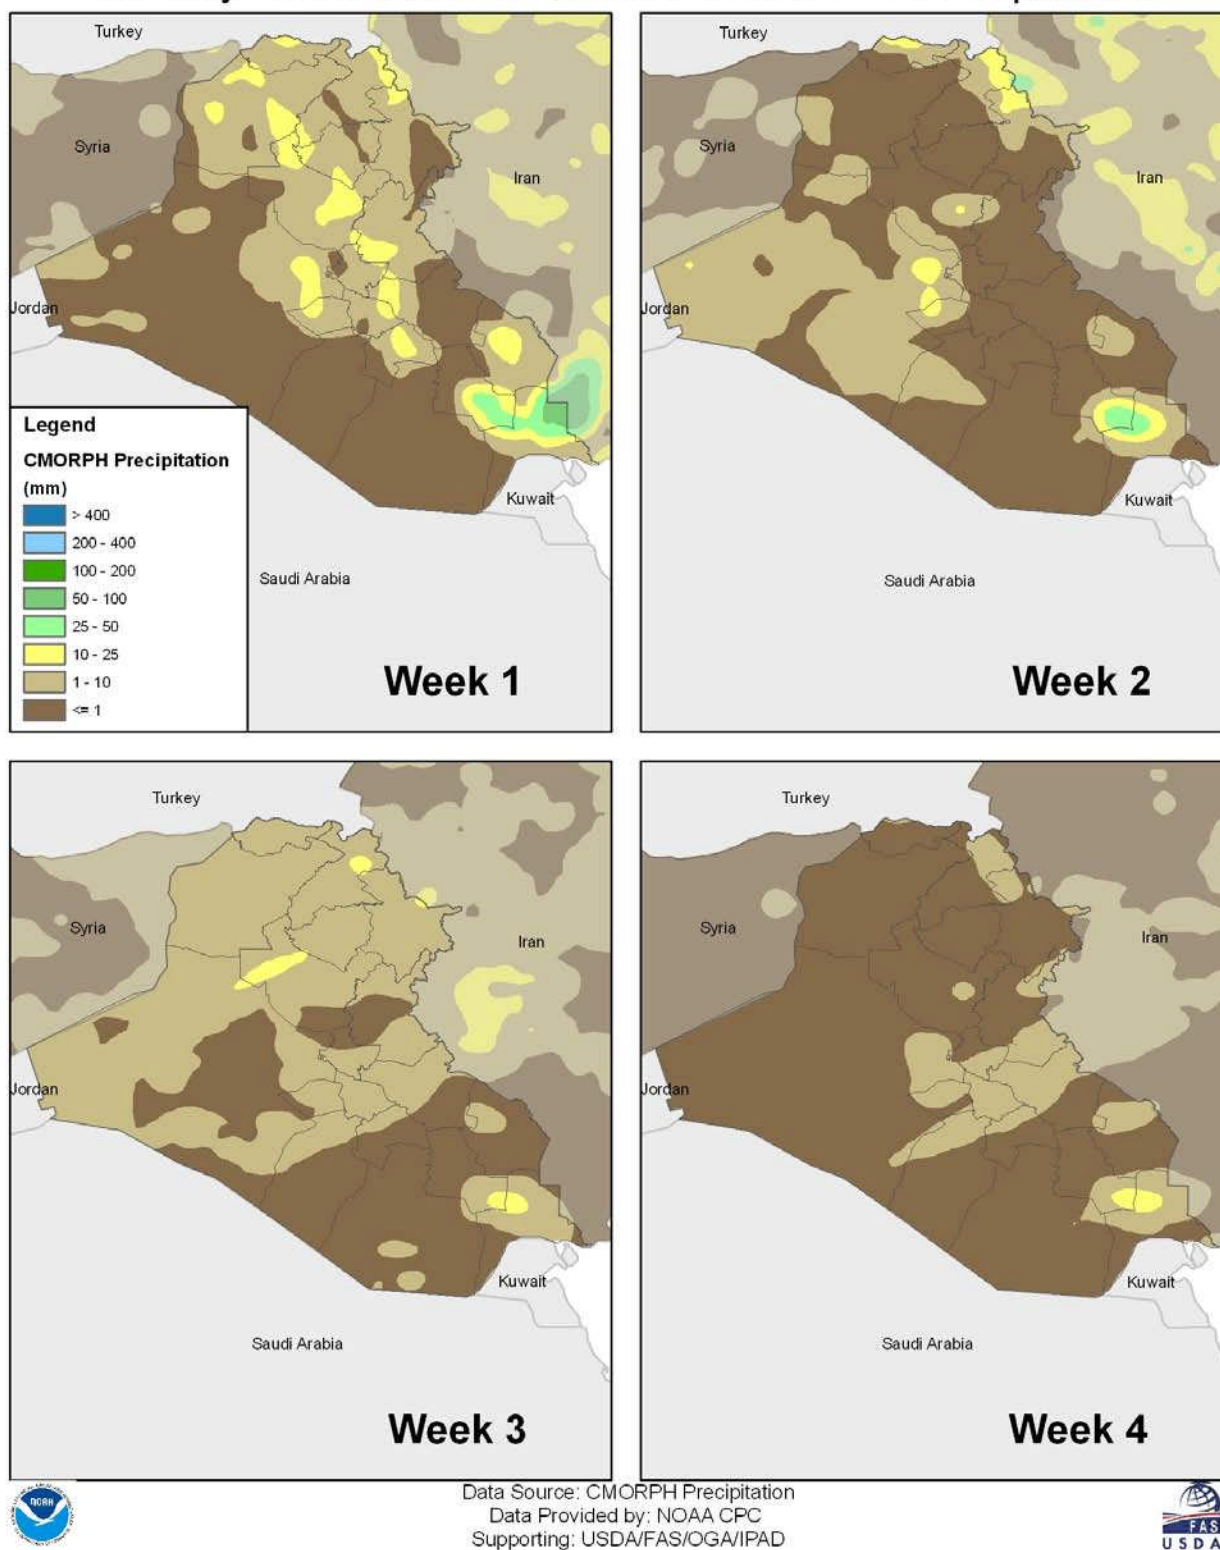 Turkey
Syria
Iran
Jordan
Legend
CMORPH Precipitation
(mm)
> 400
200 - 400
100 - 200
50 - 100
25 - 50
10 - 25
1 - 10
<= 1
Kuwait
Saudi Arabia
Week 1
Turkey
Syria
Iran
Jordan
Kuwait
Saudi Arabia
Week 2
Turkey
Syria
Iran
Jordan
Kuwait
Saudi Arabia
Week 3
Turkey
Syria
Iran
Jordan
Kuwait
Saudi Arabia
Week 4
NOAA
Data Source: CMORPH Precipitation
Data Provided by: NOAA CPC
Supporting: USDA/FAS/OGA/IPAD
FAS
USDA